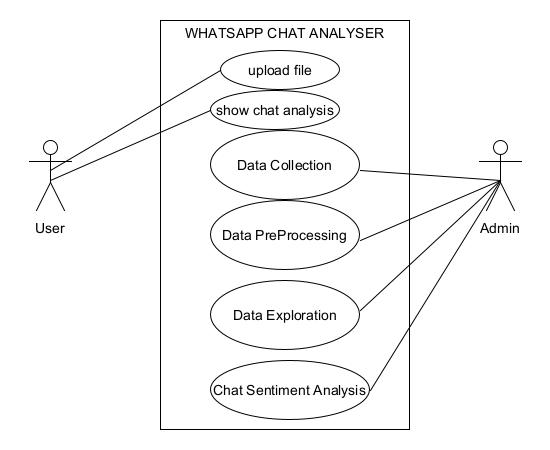 WHATSAPP CHAT ANALYSER
upload file
show chat analysis
Data Collection
User
Admin
Data PreProcessing
Data Exploration
Chat Sentiment Analysis